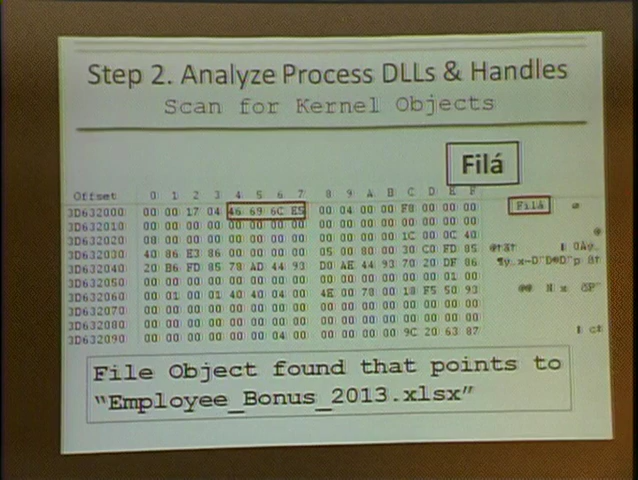 Step 2. Analyze Process DLLs & Handles
Scan for Kernel Objects
Filá
Offset 0 1 2 3 4 5 6 7 8 9 A B C D E F
3D632000 00 00 17 04 46 69 6C E5 00 04 00 00 F8 00 00 00 Filá
3D632010 00 00 00 00 00 00 00 00 00 00 00 00 00 00 00 00
3D632020 00 00 00 00 00 00 00 00 00 00 00 00 1C 00 0C 40 @
3D632030 40 86 E3 86 00 00 00 00 05 00 80 00 30 C0 FD 85
3D632040 20 B6 FD 85 78 AD 44 93 D0 AE 44 93 70 20 DF 86
3D632050 00 00 00 00 00 00 00 00 00 00 00 00 00 00 01 00
3D632060 00 01 00 01 40 40 04 00 4E 00 78 00 18 F5 50 93
3D632070 00 00 00 00 00 00 00 00 00 00 00 00 00 00 00 00
3D632080 00 00 00 00 00 00 00 00 00 00 00 00 00 00 00 00
3D632090 00 00 00 00 00 00 04 00 00 00 00 00 9C 20 63 87
File Object found that points to
“Employee_Bonus_2013.xlsx”